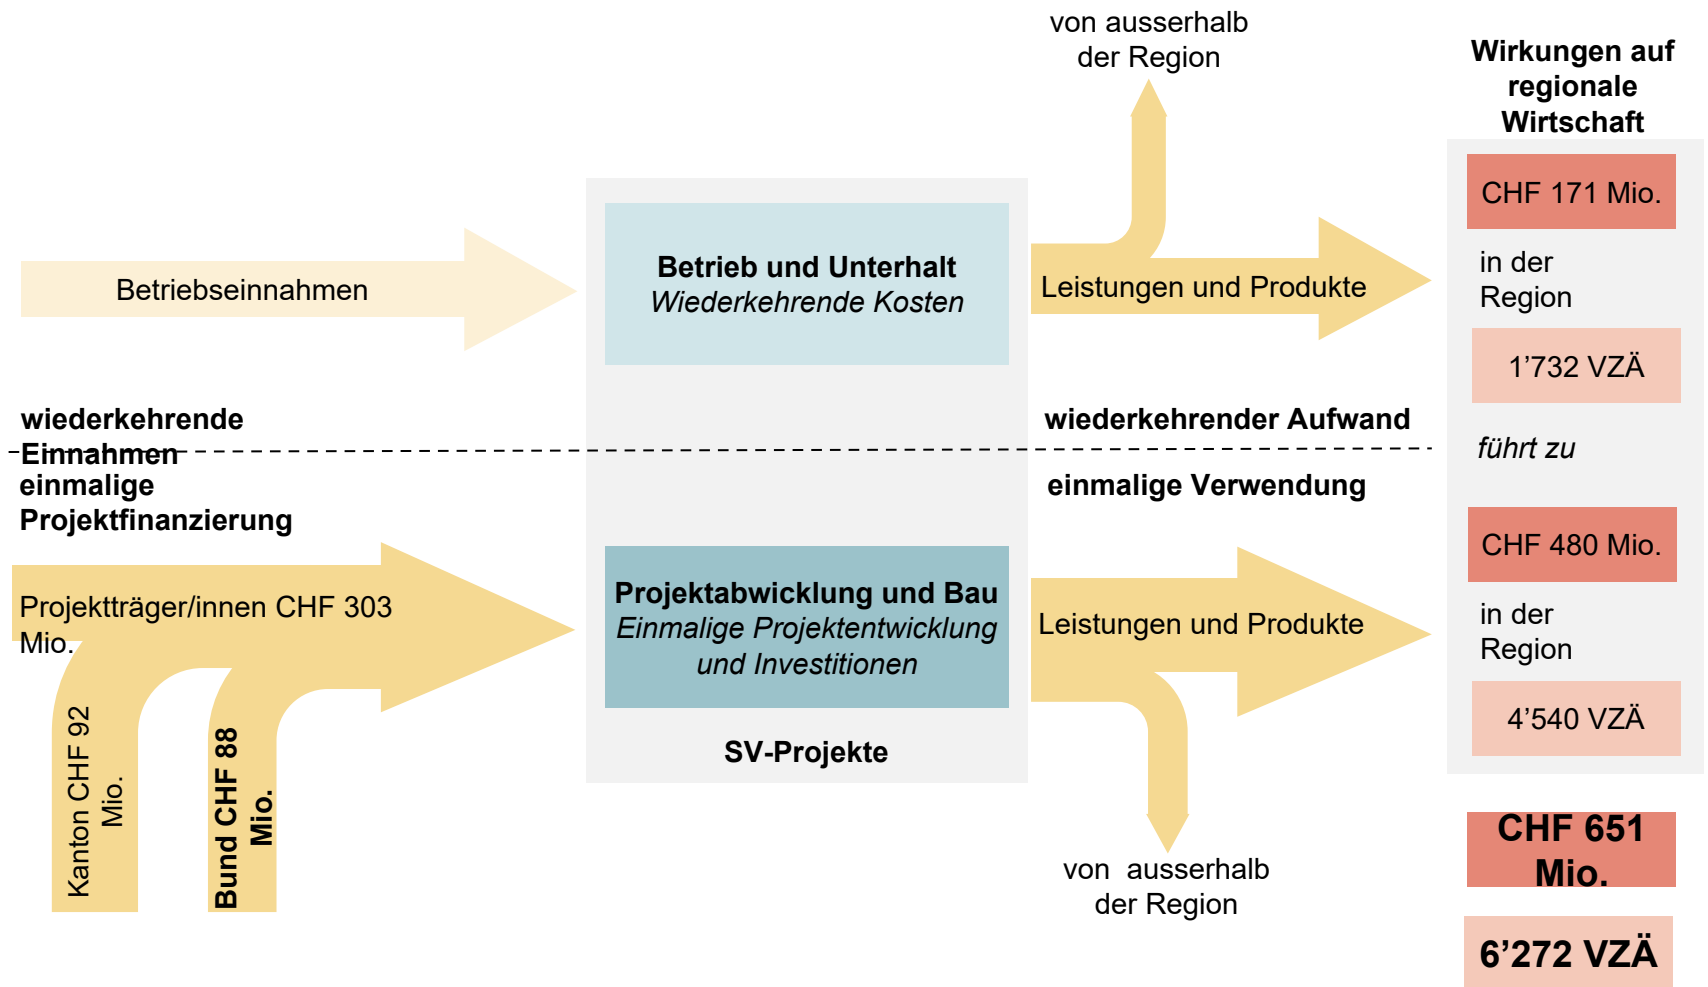 von ausserhalb
der Region
Wirkungen auf
regionale
Wirtschaft
CHF 171 Mio.
Betrieb und Unterhalt
Wiederkehrende Kosten
Betriebseinnahmen
Leistungen und Produkte
in der
Region
1’732 VZÄ
wiederkehrende
Einnahmen
wiederkehrender Aufwand
führt zu
einmalige
Projektfinanzierung
einmalige Verwendung
CHF 480 Mio.
Projektträger/innen CHF 303
Mio.
Projektabwicklung und Bau
Einmalige Projektentwicklung
und Investitionen
Leistungen und Produkte
in der
Region
4’540 VZÄ
Kanton CHF 92
Mio.
Bund CHF 88
Mio.
SV-Projekte
von  ausserhalb
der Region
CHF 651
Mio.
6’272 VZÄ